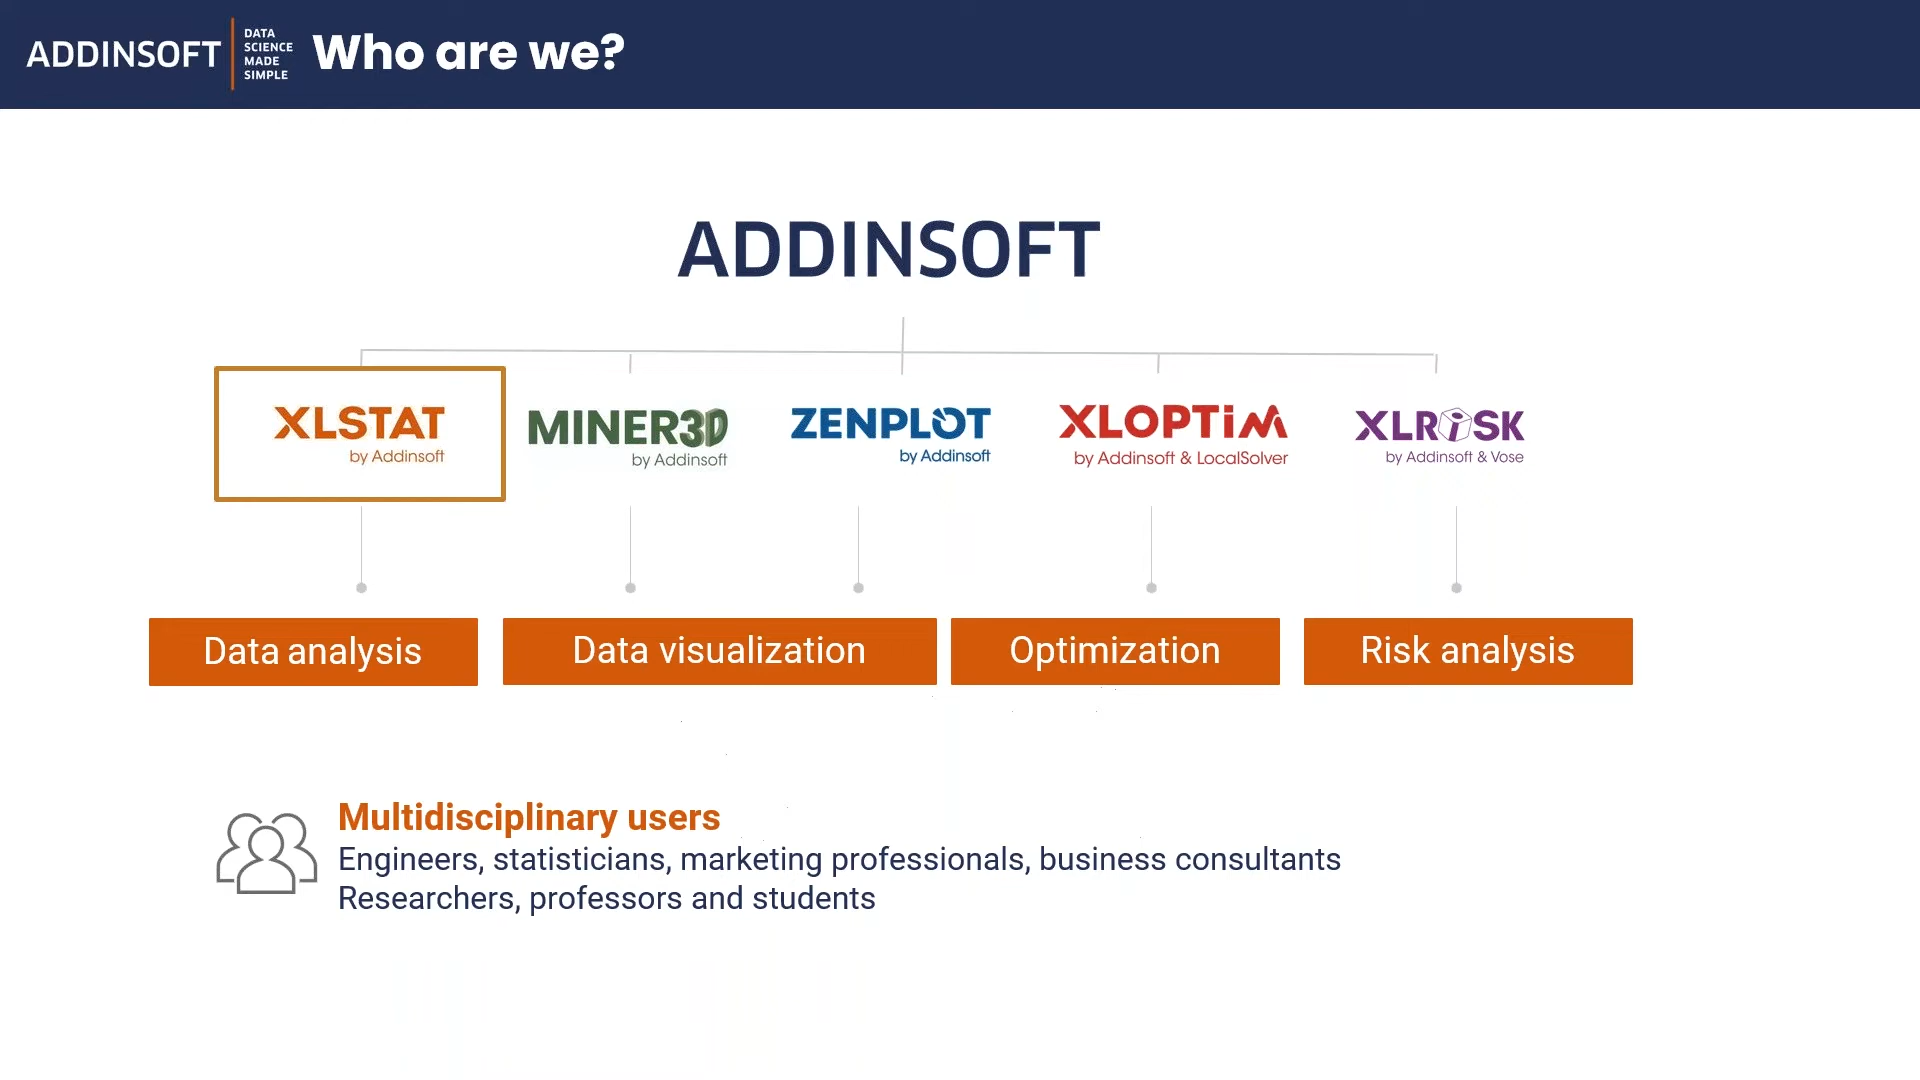 ADDINSOFT
DATA
SCIENCE
MADE
SIMPLE
Who are we?
ADDINSOFT
XLSTAT
by Addinsoft
MINER3D
by Addinsoft
ZENPLOT
by Addinsoft
XLOPTiM
by Addinsoft & LocalSolver
XLRiSK
by Addinsoft & Vose
Data analysis
Data visualization
Optimization
Risk analysis
Multidisciplinary users
Engineers, statisticians, marketing professionals, business consultants
Researchers, professors and students